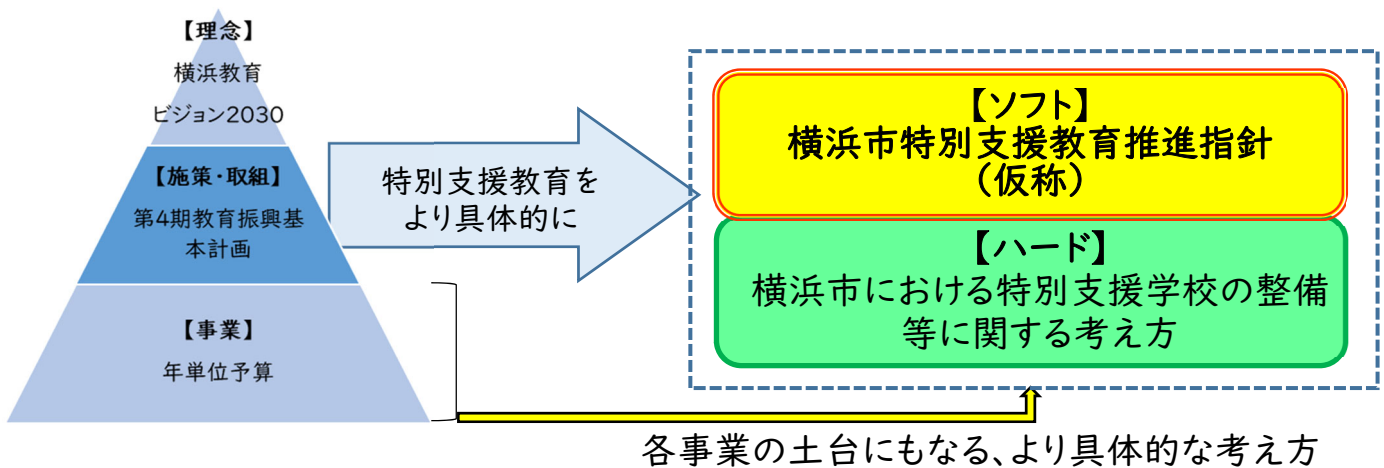 【理念】
横浜教育
ビジョン2030
【施策・取組】
第4期教育振興基
本計画
【事業】
年単位予算
特別支援教育を
より具体的に
【ソフト】
横浜市特別支援教育推進指針
（仮称）
【ハード】
横浜市における特別支援学校の整備
等に関する考え方
各事業の土台にもなる、より具体的な考え方